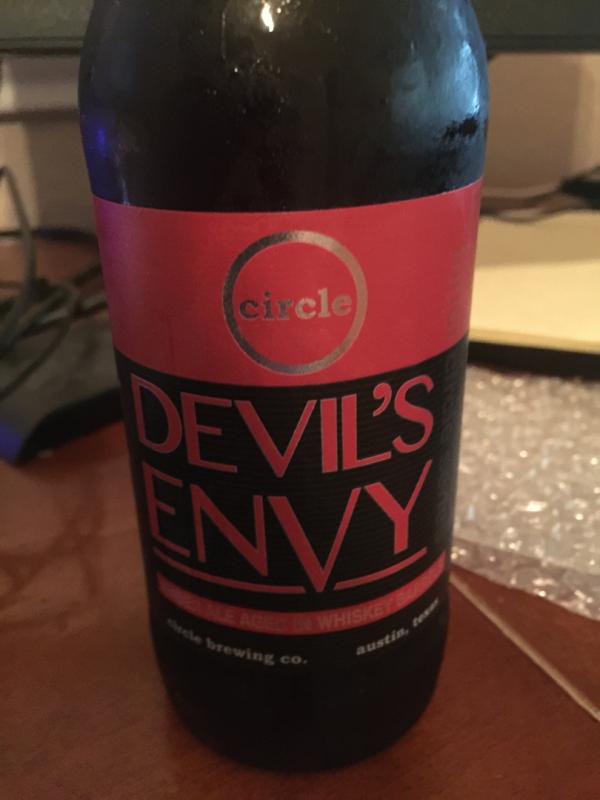 circle
DEVIL'S
ENVY
ALE AGED IN WHISKEY
circle brewing co. austin, texas